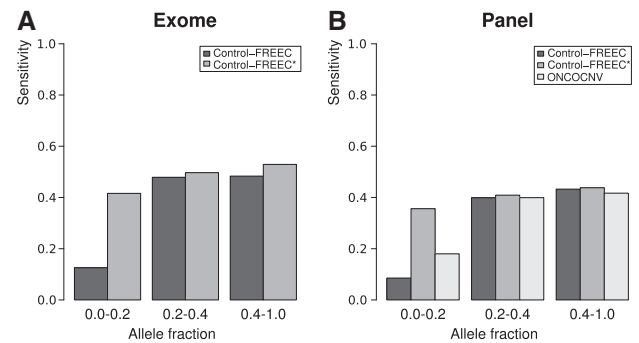 A
Exome
Sensitivity
1.0
0.8
0.6
0.4
0.2
0.0
Control–FREEC
Control–FREEC*
0.0-0.2
0.2-0.4
0.4-1.0
Allele fraction
B
Panel
Sensitivity
1.0
0.8
0.6
0.4
0.2
0.0
Control–FREEC
Control–FREEC*
ONCOCNV
0.0-0.2
0.2-0.4
0.4-1.0
Allele fraction